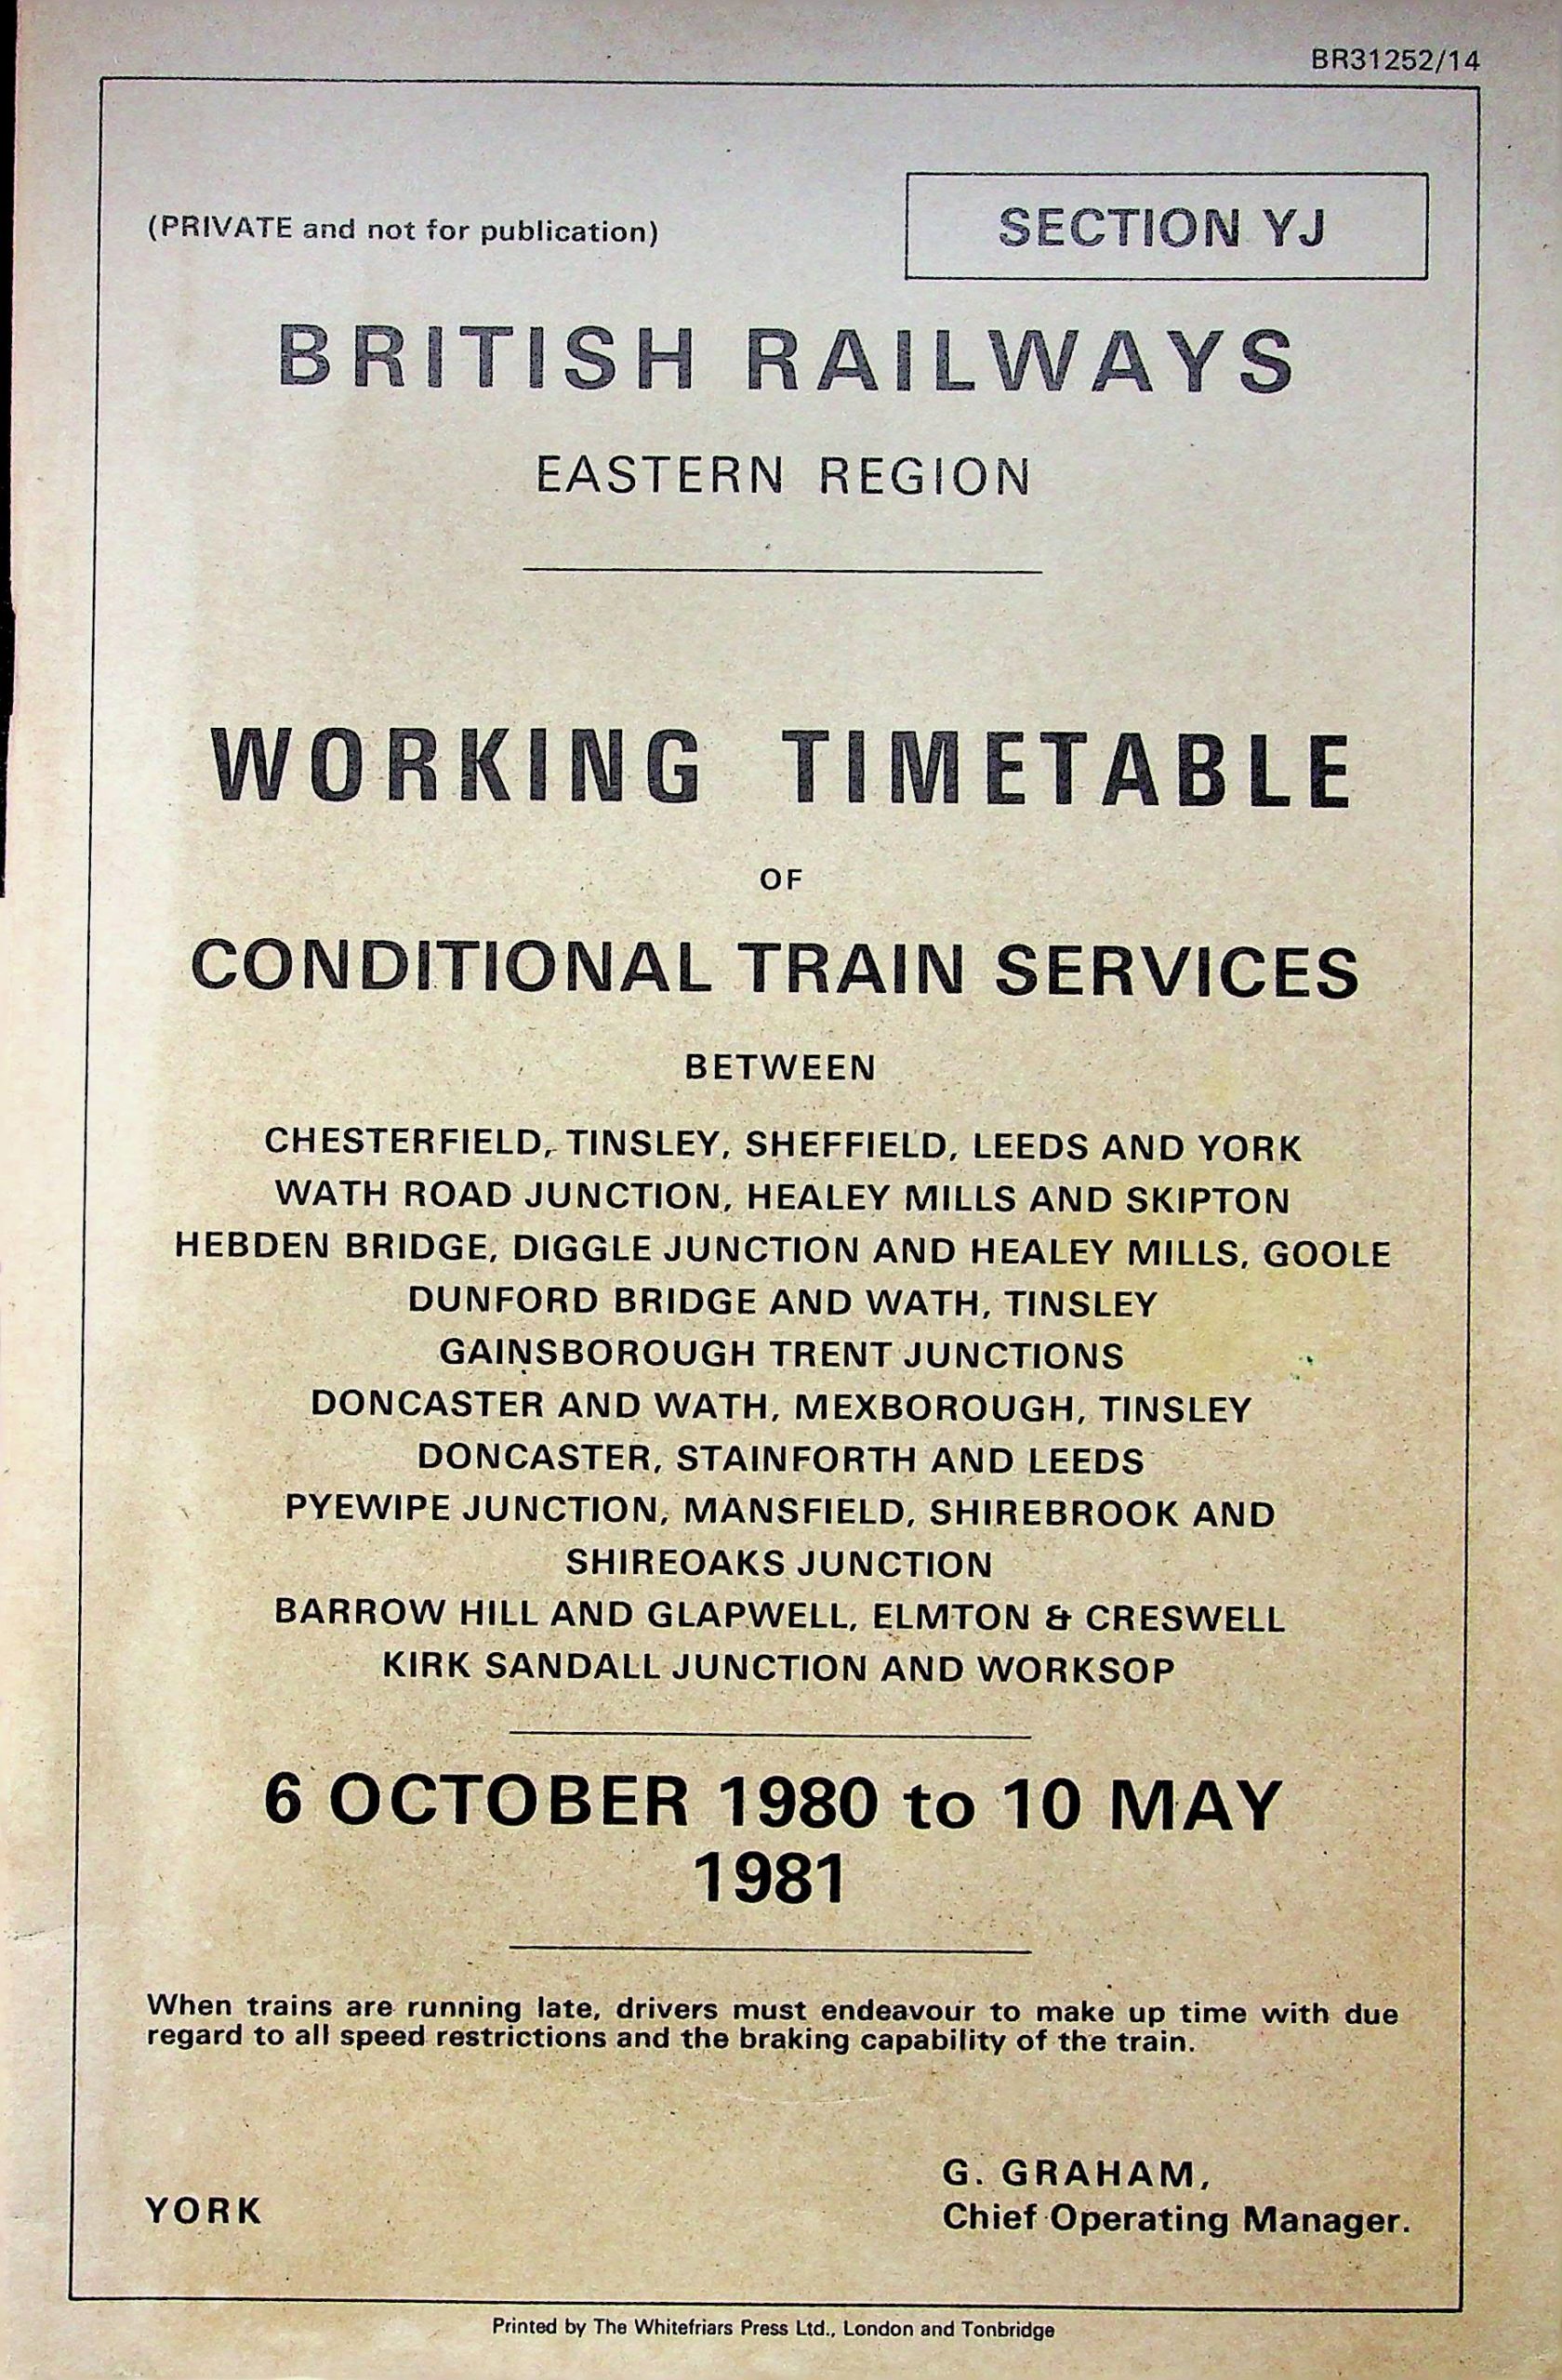 BR31252/14
(PRIVATE and not for publication)
SECTION YJ
BRITISH RAILWAYS
EASTERN REGION
WORKING TIMETABLE
OF
CONDITIONAL TRAIN SERVICES
BETWEEN
CHESTERFIELD, TINSLEY, SHEFFIELD, LEEDS AND YORK
WATH ROAD JUNCTION, HEALEY MILLS AND SKIPTON
HEBDEN BRIDGE, DIGGLE JUNCTION AND HEALEY MILLS, GOOLE
DUNFORD BRIDGE AND WATH, TINSLEY
GAINSBOROUGH TRENT JUNCTIONS
DONCASTER AND WATH, MEXBOROUGH, TINSLEY
DONCASTER, STAINFORTH AND LEEDS
PYEWIPE JUNCTION, MANSFIELD, SHIREBROOK AND
SHIREOAKS JUNCTION
BARROW HILL AND GLAPWELL, ELMTON & CRESWELL
KIRK SANDALL JUNCTION AND WORKSOP
6 OCTOBER 1980 to 10 MAY
1981
When trains are running late, drivers must endeavour to make up time with due
regard to all speed restrictions and the braking capability of the train.
G. GRAHAM,
YORK
Chief Operating Manager.
Printed by The Whitefriars Press Ltd., London and Tonbridge